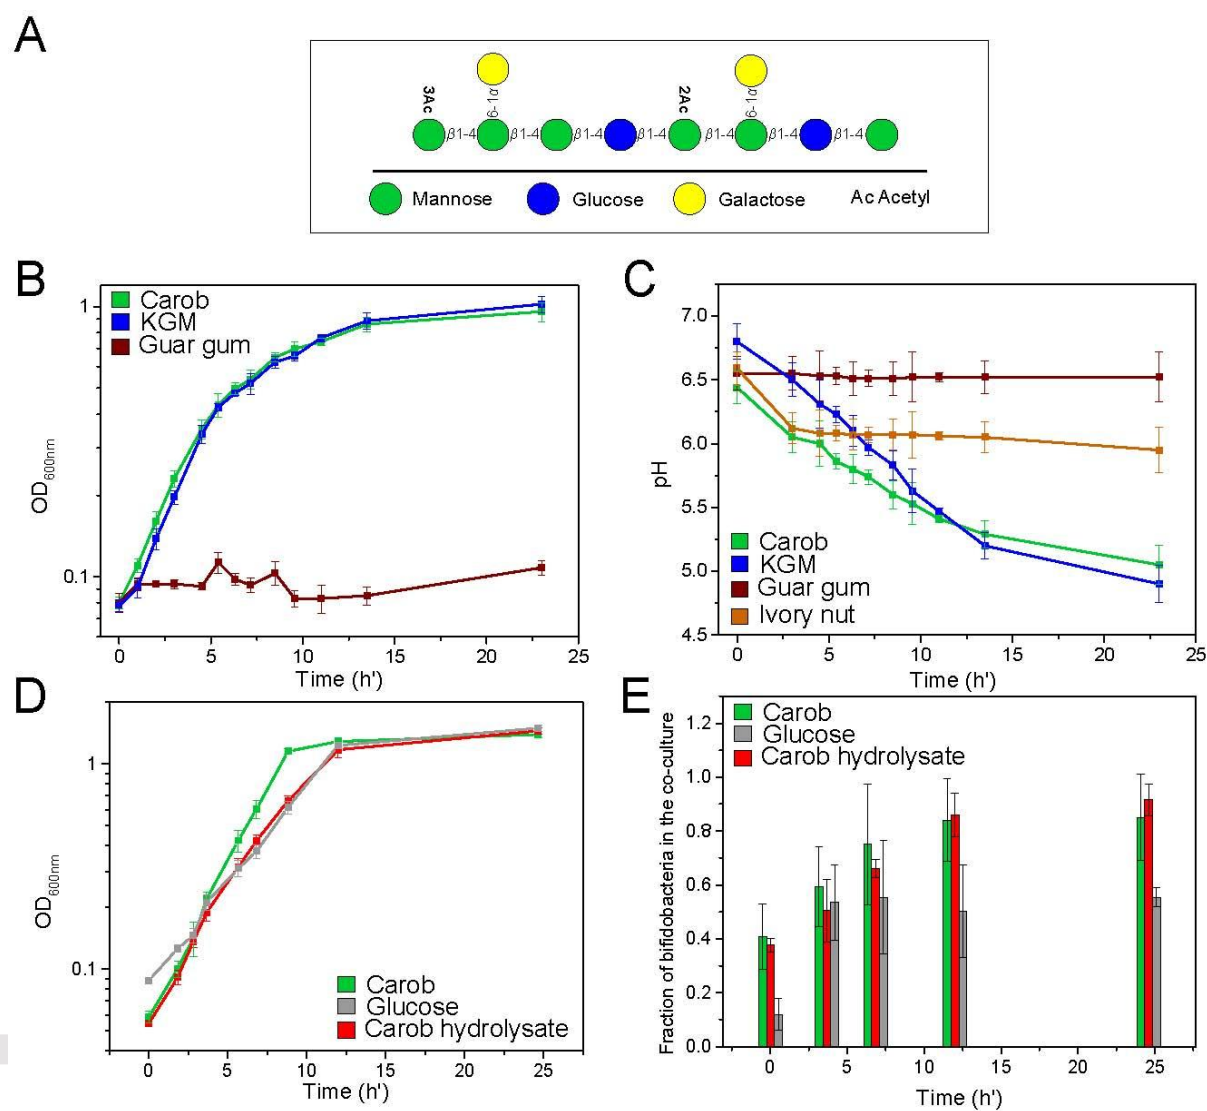 A
3Ac
6-1α
2Ac
6-1α
β1-4 β1-4 β1-4 β1-4 β1-4 β1-4 β1-4
Mannose Glucose Galactose Ac Acetyl
B
Carob
KGM
Guar gum
1
0.1
OD600nm
0 5 10 15 20 25
Time (h')
C
7.0
6.5
6.0
5.5
5.0
4.5
pH
Carob
KGM
Guar gum
Ivory nut
0 5 10 15 20 25
Time (h')
D
1
0.1
OD600nm
Carob
Glucose
Carob hydrolysate
0 5 10 15 20 25
Time (h')
E
Carob
Glucose
Carob hydrolysate
1.2
1.0
0.8
0.6
0.4
0.2
0.0
Fraction of bifidobacteria in the co-culture
0 5 10 15 20 25
Time (h')